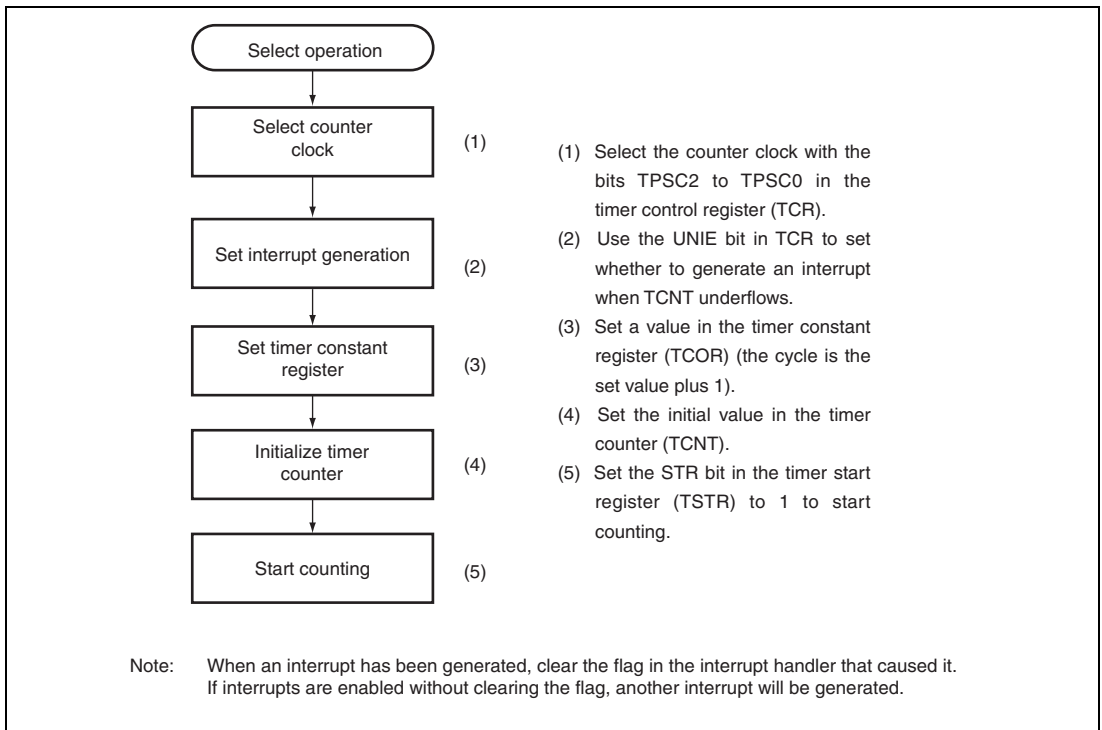 Select operation
Select counter
clock
(1)
Set interrupt generation
(2)
Set timer constant
register
(3)
Initialize timer
counter
(4)
Start counting
(5)
(1) Select the counter clock with the
bits TPSC2 to TPSC0 in the
timer control register (TCR).
(2) Use the UNIE bit in TCR to set
whether to generate an interrupt
when TCNT underflows.
(3) Set a value in the timer constant
register (TCOR) (the cycle is the
set value plus 1).
(4) Set the initial value in the timer
counter (TCNT).
(5) Set the STR bit in the timer start
register (TSTR) to 1 to start
counting.
Note: When an interrupt has been generated, clear the flag in the interrupt handler that caused it.
If interrupts are enabled without clearing the flag, another interrupt will be generated.